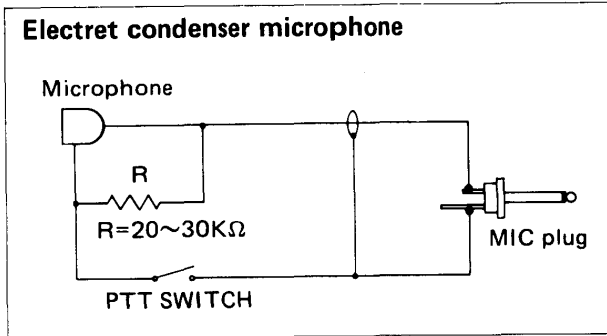 Electret condenser microphone
Microphone
R
R=20~30KΩ
MIC plug
PTT SWITCH